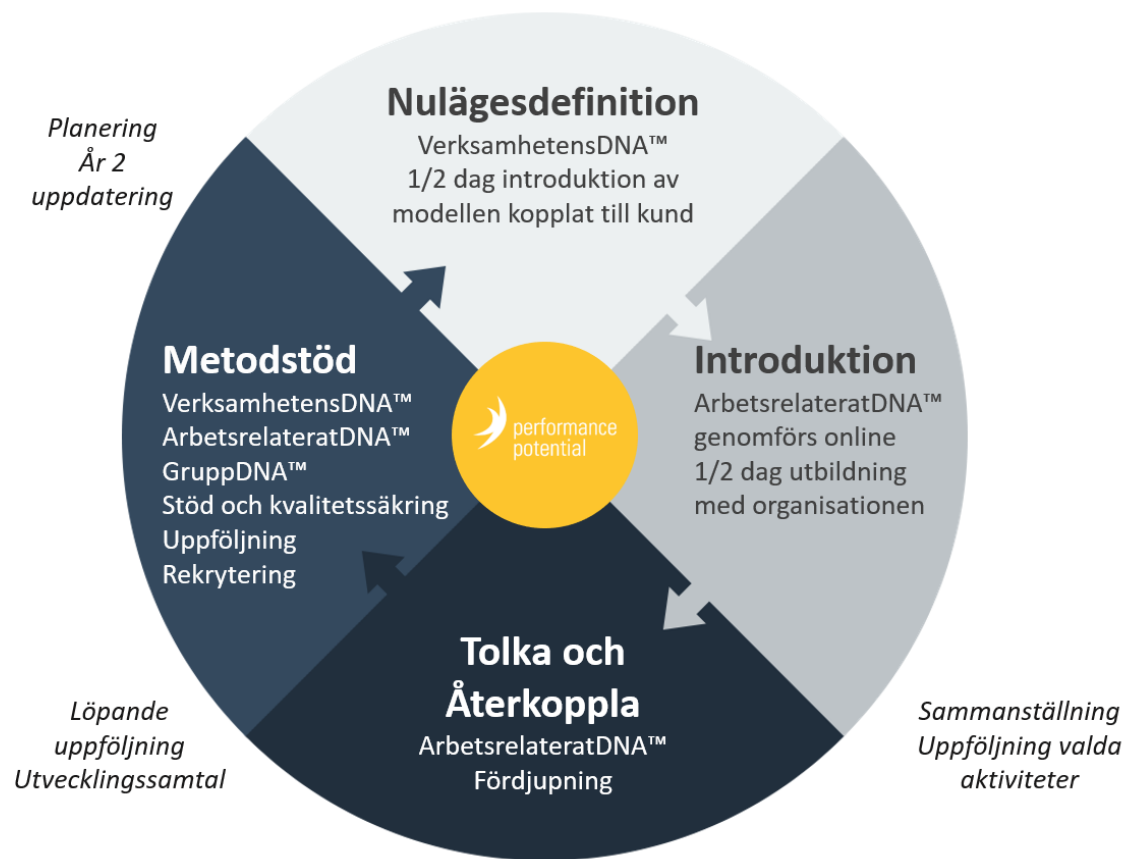 Nulägesdefinition
VerksamhetensDNA™
1/2 dag introduktion av
modellen kopplat till kund
Planering
År 2
uppdatering
Introduktion
ArbetsrelateratDNA™
genomförs online
1/2 dag utbildning
med organisationen
Sammanställning
Uppföljning valda
aktiviteter
Tolka och
Återkoppla
ArbetsrelateratDNA™
Fördjupning
Löpande
uppföljning
Utvecklingssamtal
Metodstöd
VerksamhetensDNA™
ArbetsrelateratDNA™
GruppDNA™
Stöd och kvalitetssäkring
Uppföljning
Rekrytering
performance
potential